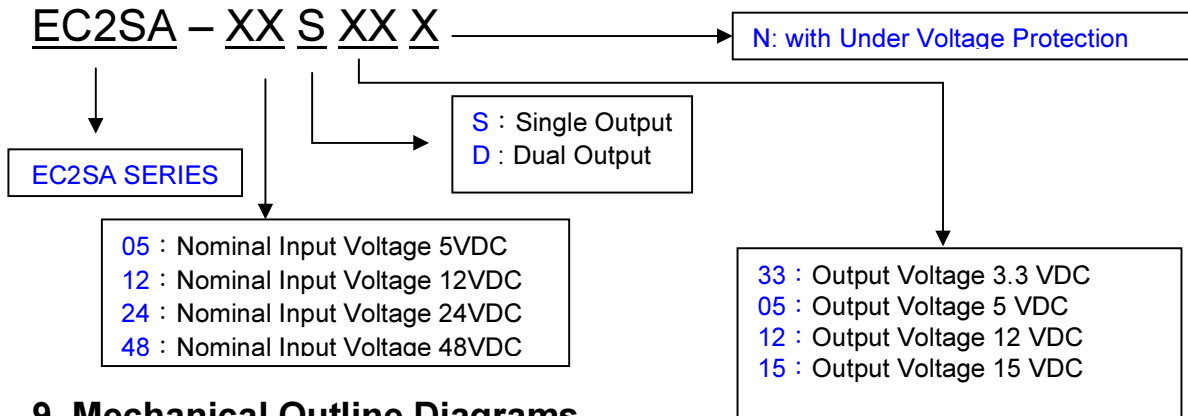 EC2SA – XX S XX X
N: with Under Voltage Protection
S：Single Output
D : Dual Output
EC2SA SERIES
05：Nominal Input Voltage 5VDC
12：Nominal Input Voltage 12VDC
24：Nominal Input Voltage 24VDC
48：Nominal Input Voltage 48VDC
33：Output Voltage 3.3 VDC
05：Output Voltage 5 VDC
12：Output Voltage 12 VDC
15：Output Voltage 15 VDC
9. Mechanical Outline Diagrams